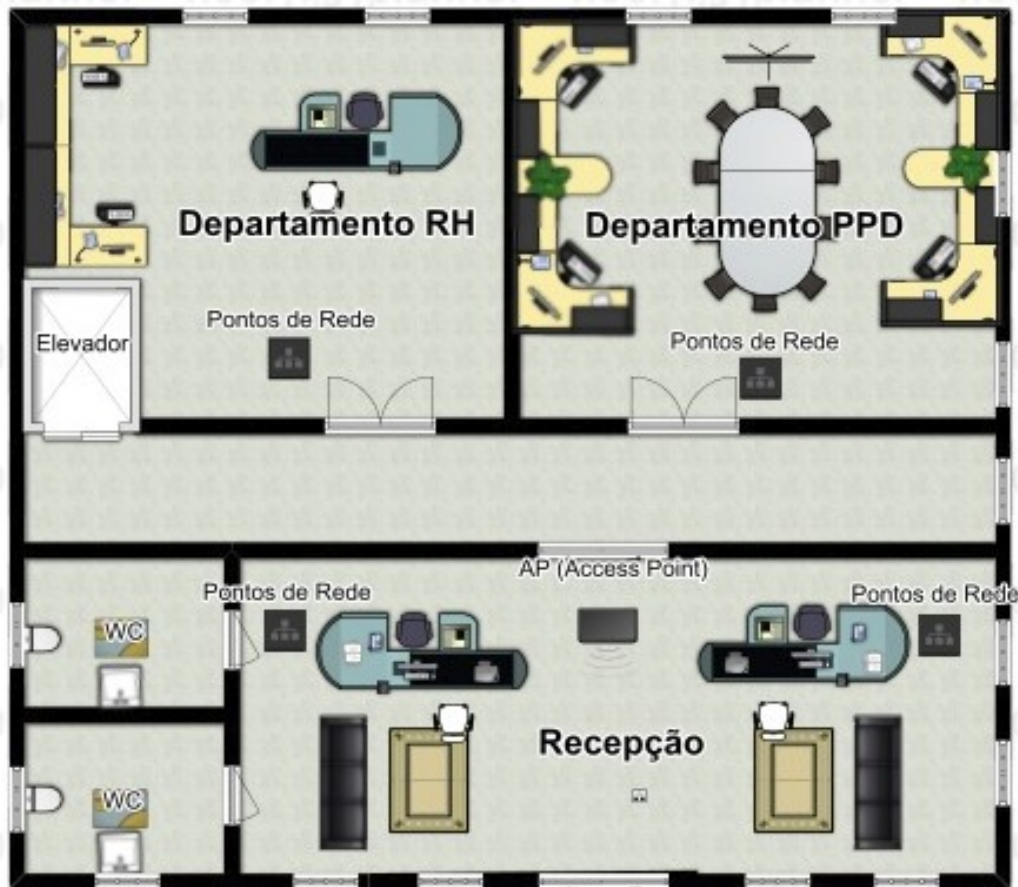 Departamento RH
Departamento PPD
Pontos de Rede
Elevador
Pontos de Rede
AP (Access Point)
Pontos de Rede
Pontos de Rede
WC
Recepção
WC